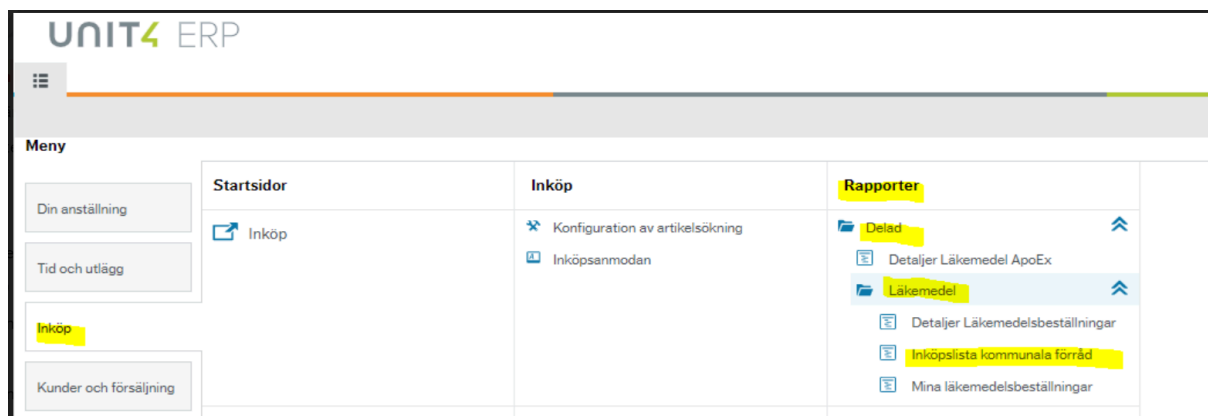 UNIT4 ERP
Meny
Din anställning
Tid och utlägg
Inköp
Kunder och försäljning
Startsidor
Inköp
Inköp
Konfiguration av artikelsökning
Inköpsanmodan
Rapporter
Delad
Detaljer Läkemedel ApoEx
Läkemedel
Detaljer Läkemedelsbeställningar
Inköpslista kommunala förråd
Mina läkemedelsbeställningar